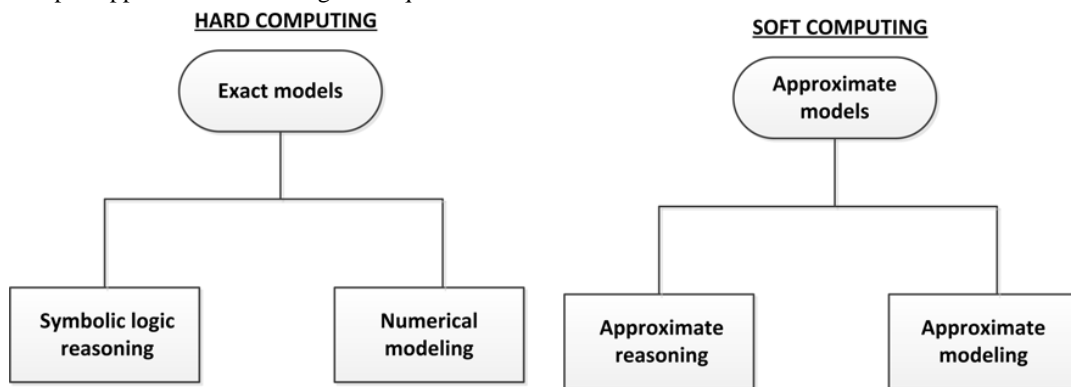 HARD COMPUTING
Exact models
Symbolic logic
reasoning
Numerical
modeling
SOFT COMPUTING
Approximate
models
Approximate
reasoning
Approximate
modeling